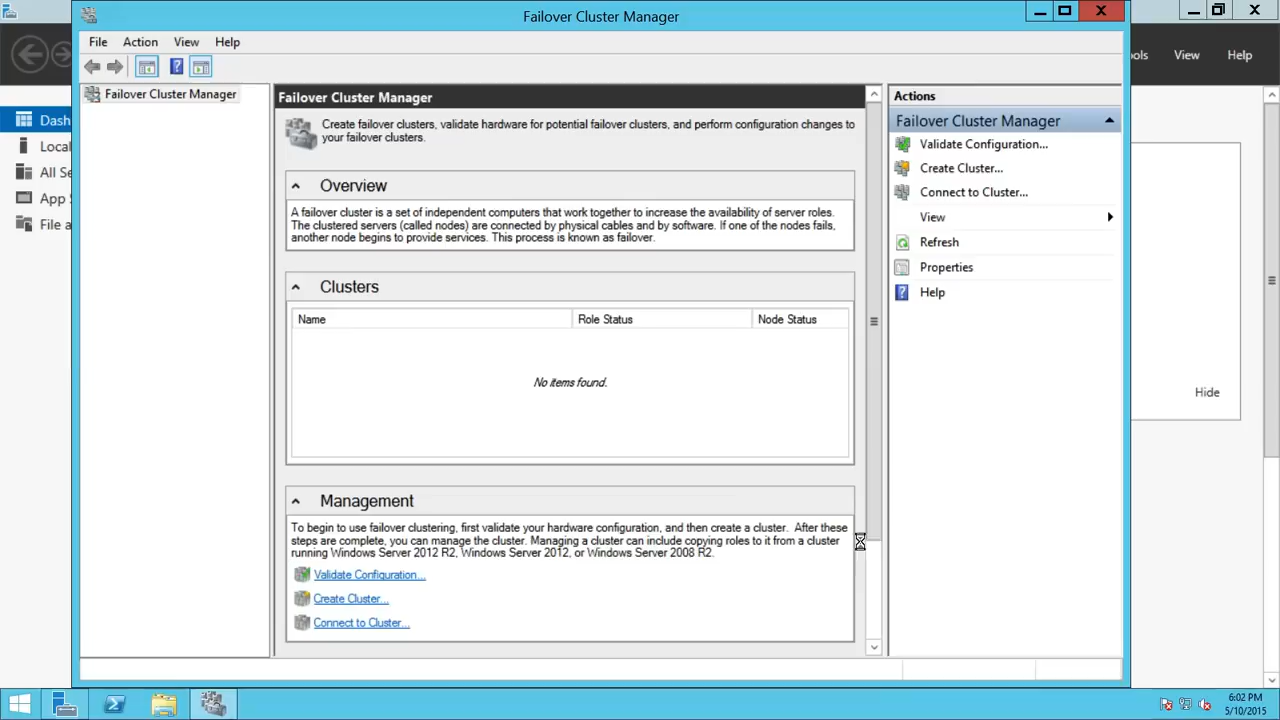 Failover Cluster Manager
File Action View Help
ols View Help
Failover Cluster Manager
Dash
Local
All Se
App S
File a
Failover Cluster Manager
Create failover clusters, validate hardware for potential failover clusters, and perform configuration changes to
your failover clusters.
Overview
A failover cluster is a set of independent computers that work together to increase the availability of server roles.
The clustered servers (called nodes) are connected by physical cables and by software. If one of the nodes fails,
another node begins to provide services. This process is known as failover.
Clusters
Name Role Status Node Status
No items found.
Management
To begin to use failover clustering, first validate your hardware configuration, and then create a cluster. After these
steps are complete, you can manage the cluster. Managing a cluster can include copying roles to it from a cluster
running Windows Server 2012 R2, Windows Server 2012, or Windows Server 2008 R2.
Validate Configuration...
Create Cluster...
Connect to Cluster...
Actions
Failover Cluster Manager
Validate Configuration...
Create Cluster...
Connect to Cluster...
View
Refresh
Properties
Help
Hide
6:02 PM
5/10/2015